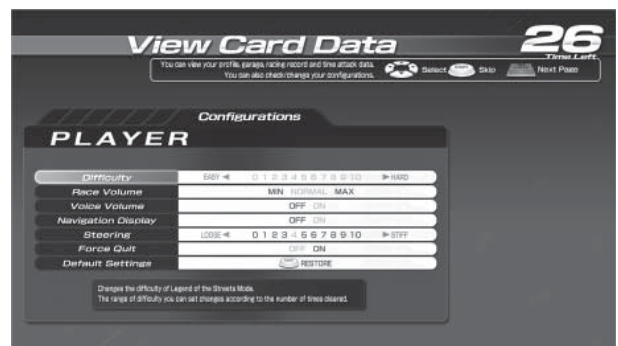 View Card Data
26
Time Left
You can view your profile, garage, racing record and time attack data.
You can also check/change your configurations.
Select Skip Next Page
Configurations
PLAYER
Difficulty EASY ◀ 0 1 2 3 4 5 6 7 8 9 10 ▶ HARD
Race Volume MIN NORMAL MAX
Voice Volume OFF ON
Navigation Display OFF ON
Steering LOOSE ◀ 0 1 2 3 4 5 6 7 8 9 10 ▶ STIFF
Force Quit OFF ON
Default Settings RESTORE
Changes the difficulty of Legend of the Streets Mode.
The range of difficulty you can set changes according to the number of times cleared.